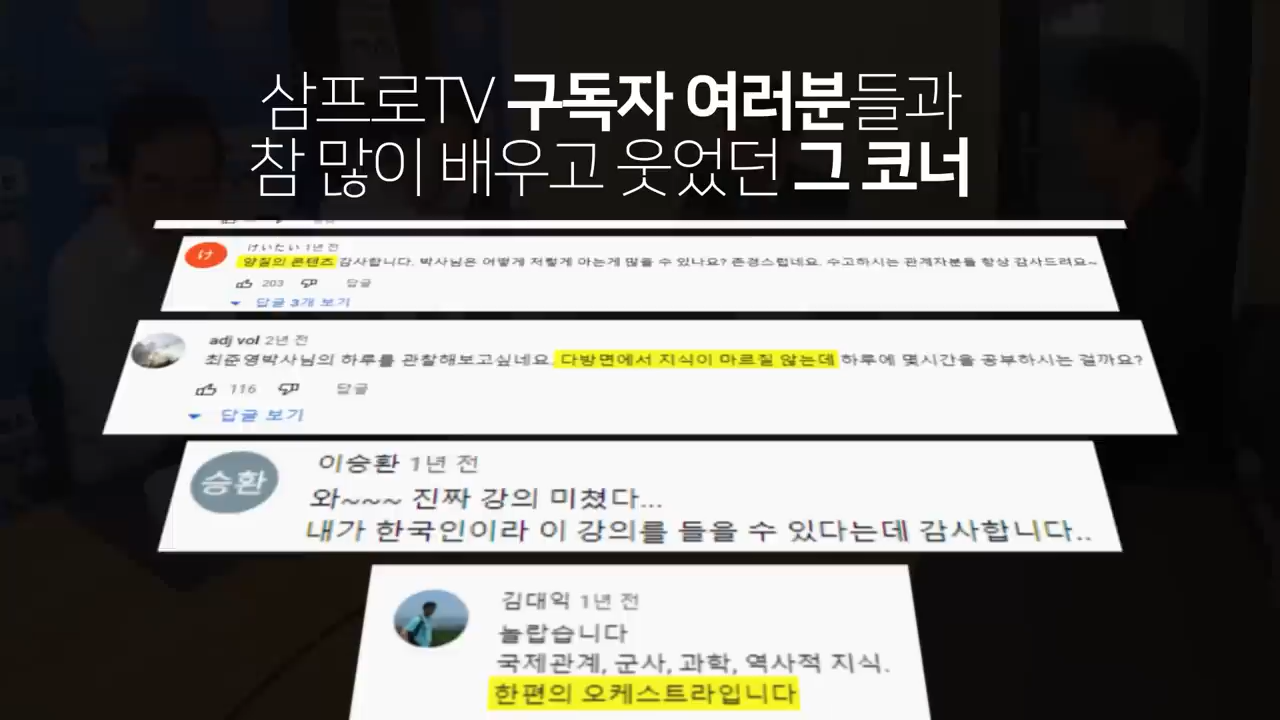 삼프로TV 구독자 여러분들과
참 많이 배우고 웃었던 그 코너
け
けいたい 1년 전
양질의 콘텐츠 감사합니다. 박사님은 어떻게 저렇게 아는게 많을 수 있나요? 존경스럽네요. 수고하시는 관계자분들 항상 감사드려요~
203 답글
답글 3개 보기
adj vol 2년 전
최준영박사님의 하루를 관찰해보고싶네요. 다방면에서 지식이 마르질 않는데 하루에 몇시간을 공부하시는 걸까요?
116 답글
답글 보기
승환
이승환 1년 전
와~~~ 진짜 강의 미쳤다...
내가 한국인이라 이 강의를 들을 수 있다는데 감사합니다..
김대익 1년 전
놀랍습니다
국제관계, 군사, 과학, 역사적 지식.
한편의 오케스트라입니다